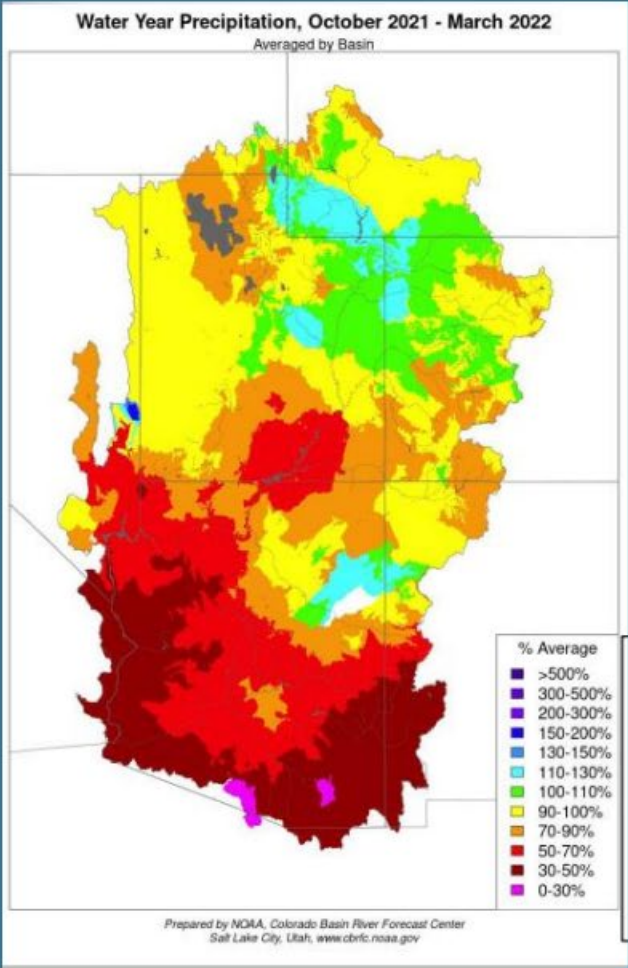 Water Year Precipitation, October 2021 - March 2022
Averaged by Basin
% Average
>500%
300-500%
200-300%
150-200%
130-150%
110-130%
100-110%
90-100%
70-90%
50-70%
30-50%
0-30%
Prepared by NOAA, Colorado Basin River Forecast Center
Salt Lake City, Utah, www.cbrfc.noaa.gov